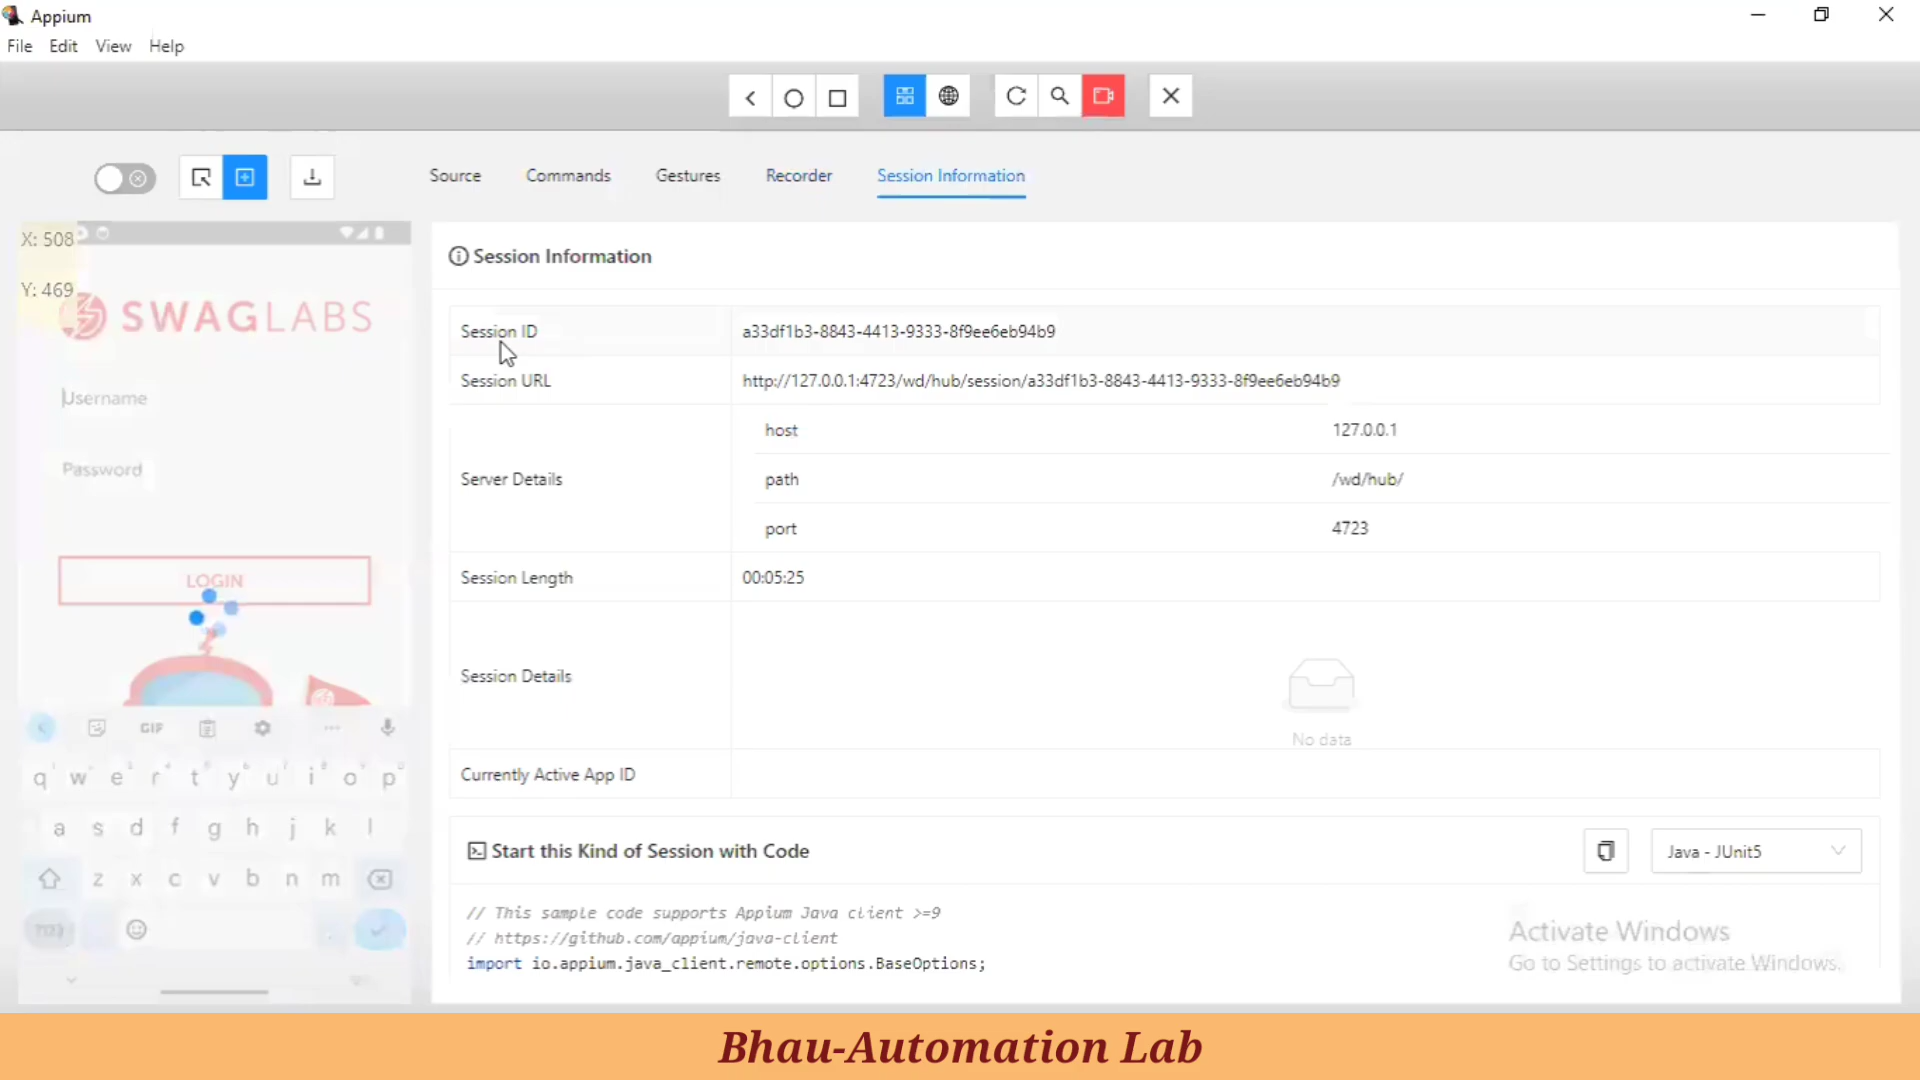 Appium
File Edit View Help
Source Commands Gestures Recorder Session Information
X: 508
Y: 469
SWAGLABS
Username
Password
LOGIN
GIF
q w e r t y u i o p
a s d f g h j k l
z x c v b n m
Session Information
Session ID a33df1b3-8843-4413-9333-8f9ee6eb94b9
Session URL http://127.0.0.1:4723/wd/hub/session/a33df1b3-8843-4413-9333-8f9ee6eb94b9
Server Details
host 127.0.0.1
path /wd/hub/
port 4723
Session Length 00:05:25
Session Details
No data
Currently Active App ID
Start this Kind of Session with Code
Java - JUnit5
// This sample code supports Appium Java client >=9
// https://github.com/appium/java-client
import io.appium.java_client.remote.options.BaseOptions;
Activate Windows
Go to Settings to activate Windows.
Bhau-Automation Lab